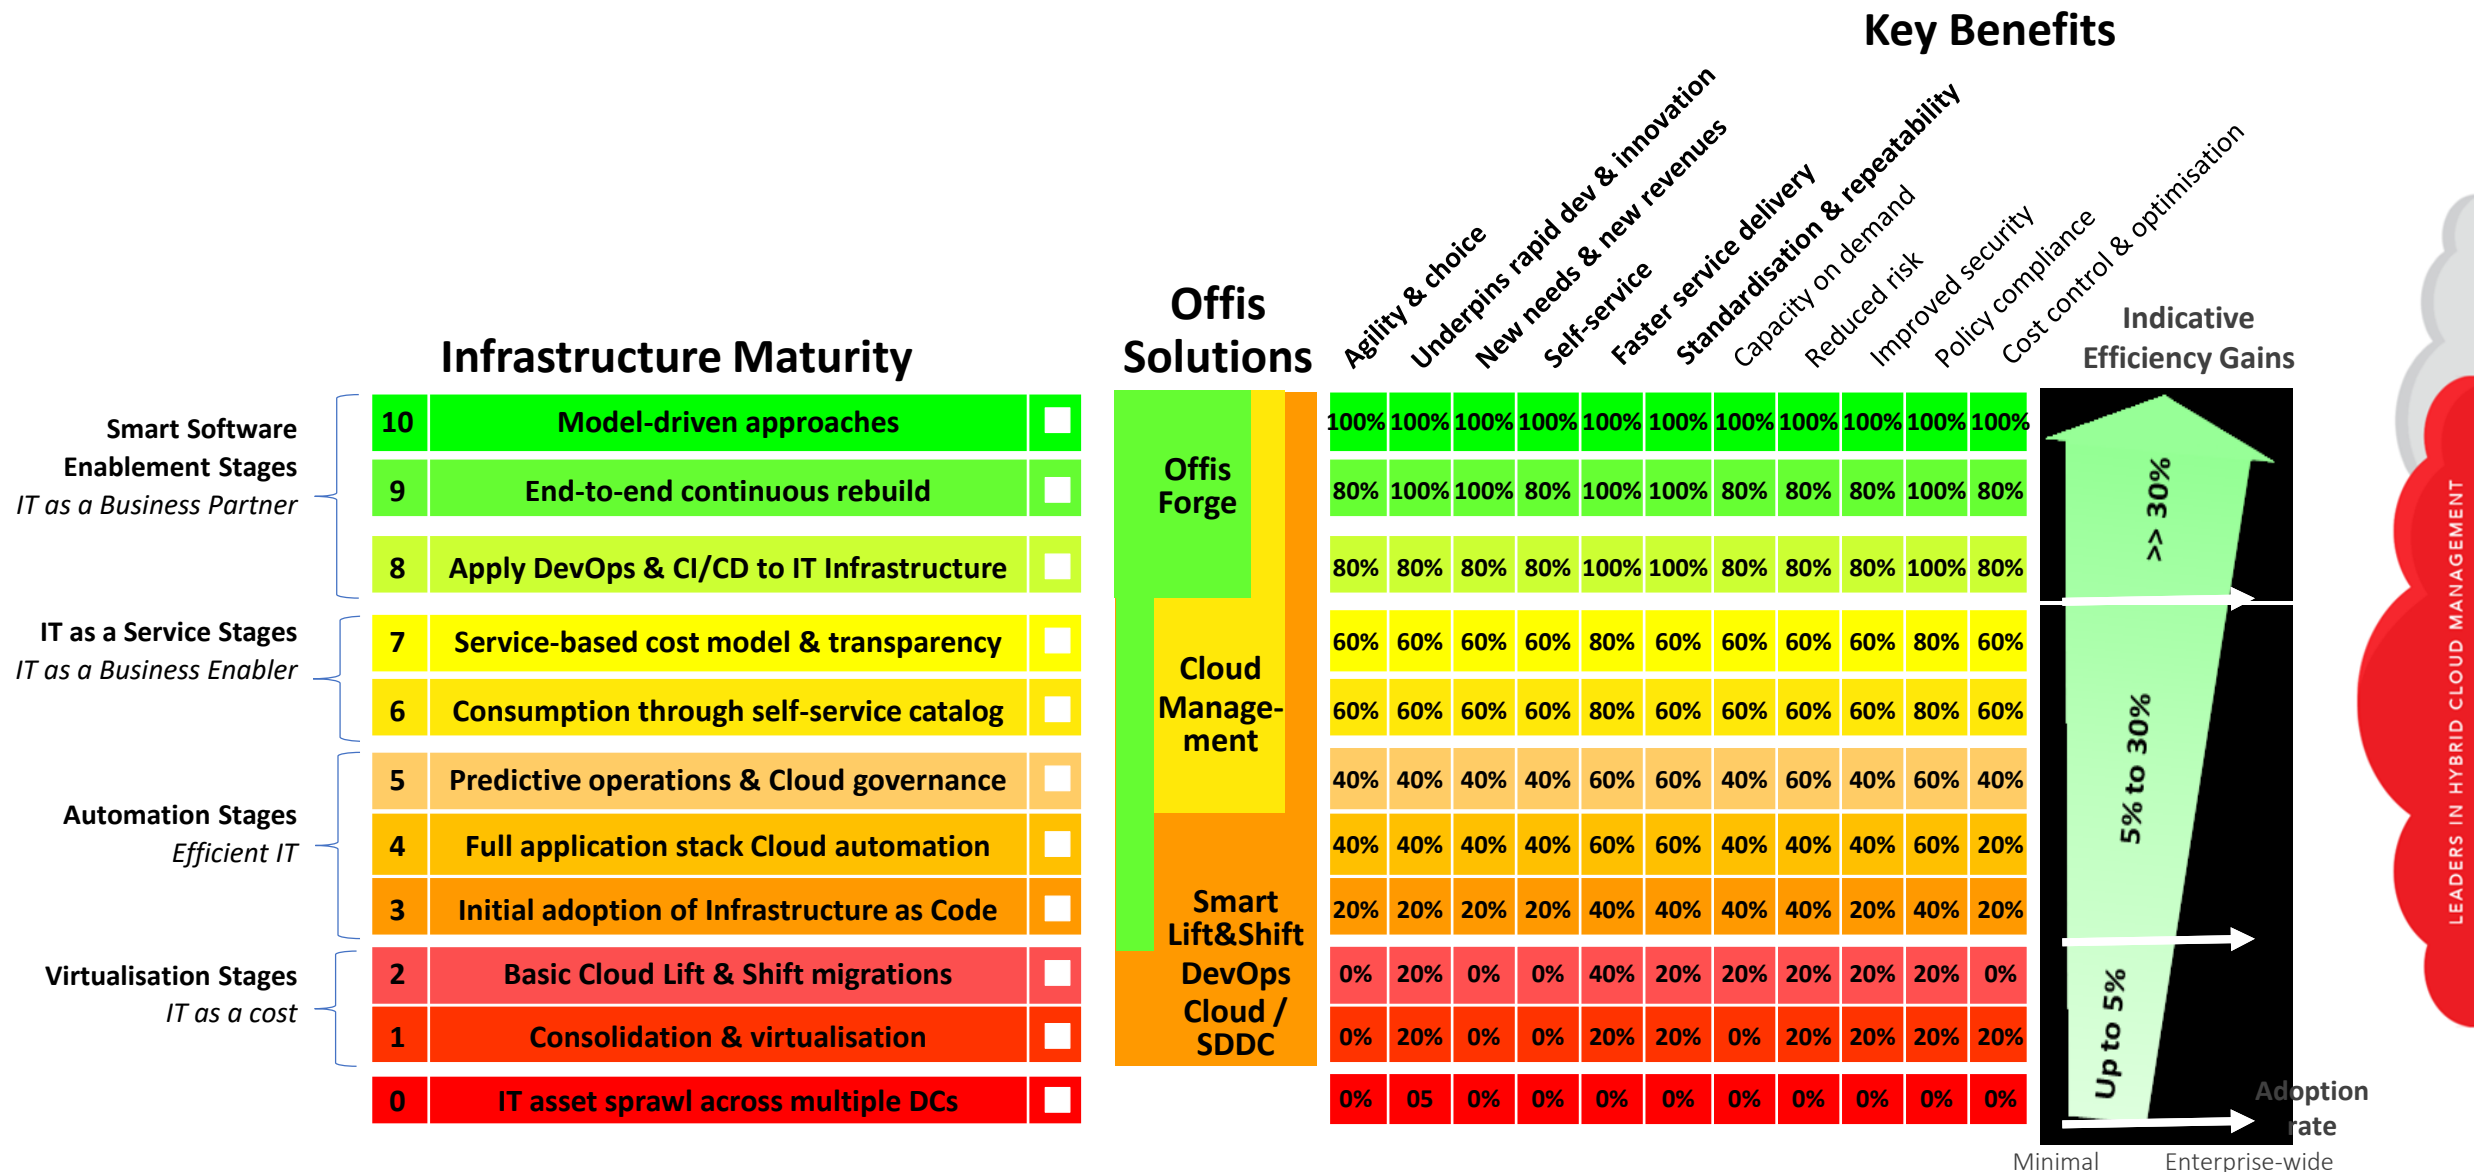 Key Benefits
Agility & choice
Underpins rapid dev & innovation
New needs & new revenues
Self-service
Faster service delivery
Standardisation & repeatability
Capacity on demand
Reduced risk
Improved security
Policy compliance
Cost control & optimisation
Infrastructure Maturity
Offis
Solutions
Indicative
Efficiency Gains
Smart Software
Enablement Stages
IT as a Business Partner
IT as a Service Stages
IT as a Business Enabler
Automation Stages
Efficient IT
Virtualisation Stages
IT as a cost
10 Model-driven approaches
9 End-to-end continuous rebuild
8 Apply DevOps & CI/CD to IT Infrastructure
7 Service-based cost model & transparency
6 Consumption through self-service catalog
5 Predictive operations & Cloud governance
4 Full application stack Cloud automation
3 Initial adoption of Infrastructure as Code
2 Basic Cloud Lift & Shift migrations
1 Consolidation & virtualisation
0 IT asset sprawl across multiple DCs
Offis
Forge
Cloud
Manage-
ment
Smart
Lift&Shift
DevOps
Cloud /
SDDC
100% 100% 100% 100% 100% 100% 100% 100% 100% 100% 100%
80% 100% 100% 80% 100% 100% 80% 80% 80% 100% 80%
80% 80% 80% 80% 100% 100% 80% 80% 80% 100% 80%
60% 60% 60% 60% 80% 60% 60% 60% 60% 80% 60%
60% 60% 60% 60% 80% 60% 60% 60% 60% 80% 60%
40% 40% 40% 40% 60% 60% 40% 60% 40% 60% 40%
40% 40% 40% 40% 60% 60% 40% 40% 40% 60% 20%
20% 20% 20% 20% 40% 40% 40% 40% 20% 40% 20%
0% 20% 0% 0% 40% 20% 20% 20% 20% 20% 0%
0% 20% 0% 0% 20% 20% 0% 20% 20% 20% 20%
0% 05 0% 0% 0% 0% 0% 0% 0% 0% 0%
>> 30%
5% to 30%
Up to 5%
Adoption
rate
Minimal
Enterprise-wide
LEADERS IN HYBRID CLOUD MANAGEMENT